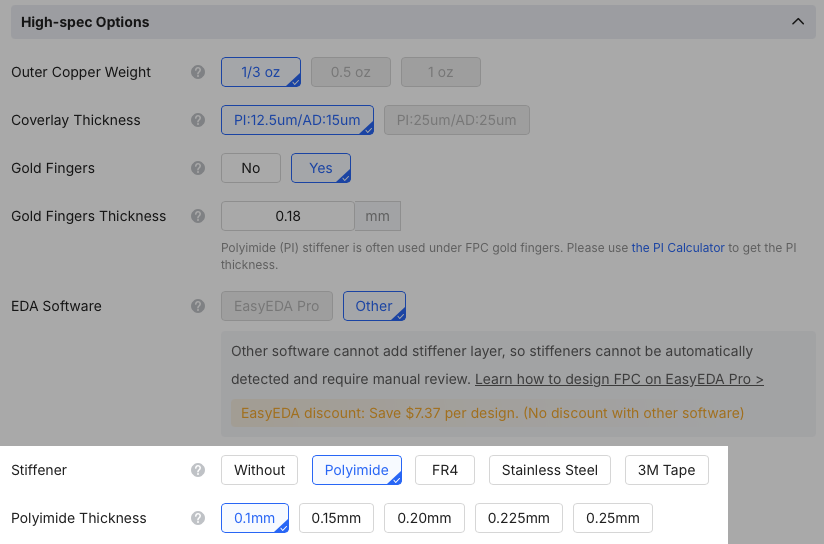 High-spec Options
Outer Copper Weight ? 1/3 oz 0.5 oz 1 oz
Coverlay Thickness ? PI:12.5um/AD:15um PI:25um/AD:25um
Gold Fingers ? No Yes
Gold Fingers Thickness ? 0.18 mm
Polyimide (PI) stiffener is often used under FPC gold fingers. Please use the PI Calculator to get the PI
thickness.
EDA Software ? EasyEDA Pro Other
Other software cannot add stiffener layer, so stiffeners cannot be automatically
detected and require manual review. Learn how to design FPC on EasyEDA Pro >
EasyEDA discount: Save $7.37 per design. (No discount with other software)
Stiffener ? Without Polyimide FR4 Stainless Steel 3M Tape
Polyimide Thickness ? 0.1mm 0.15mm 0.20mm 0.225mm 0.25mm